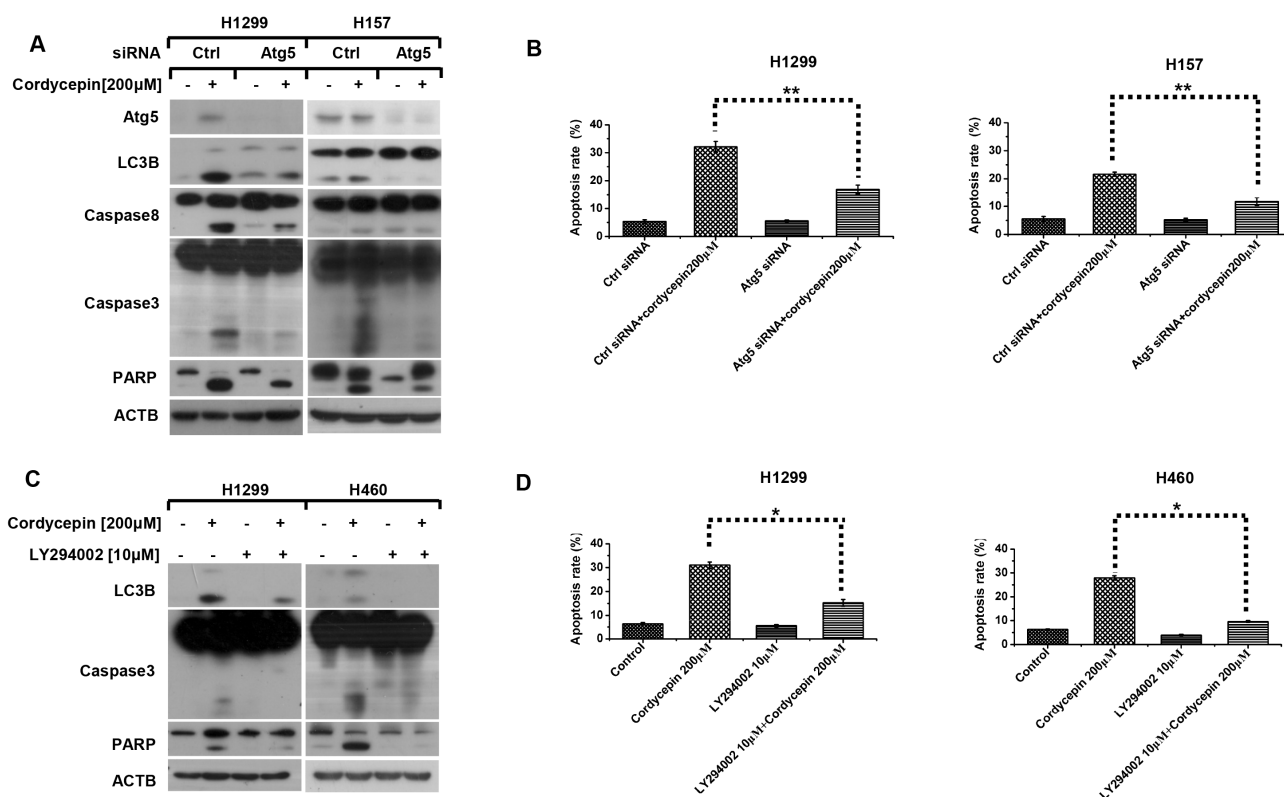 A
H1299 H157
siRNA Ctrl Atg5 Ctrl Atg5
Cordycepin[200μM] - + - + - + - +
Atg5
LC3B
Caspase8
Caspase3
PARP
ACTB
B
H1299
**
Apoptosis rate (%)
40
30
20
10
0
Ctrl siRNA
Ctrl siRNA+cordycepin200μM
Atg5 siRNA
Atg5 siRNA+cordycepin200μM
H157
**
Apoptosis rate (%)
40
30
20
10
0
Ctrl siRNA
Ctrl siRNA+cordycepin200μM
Atg5 siRNA
Atg5 siRNA+cordycepin200μM
C
H1299 H460
Cordycepin [200μM] - + - + - + - +
LY294002 [10μM] - - + + - - + +
LC3B
Caspase3
PARP
ACTB
D
H1299
*
Apoptosis rate (%)
40
30
20
10
0
Control
Cordycepin 200μM
LY294002 10μM
LY294002 10μM+Cordycepin 200μM
H460
*
Apoptosis rate (%)
40
30
20
10
0
Control
Cordycepin 200μM
LY294002 10μM
LY294002 10μM+Cordycepin 200μM